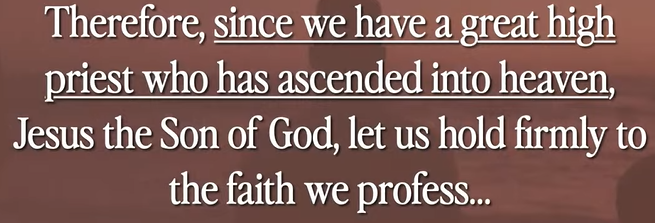 Therefore, since we have a great high
priest who has ascended into heaven,
Jesus the Son of God, let us hold firmly to
the faith we profess...